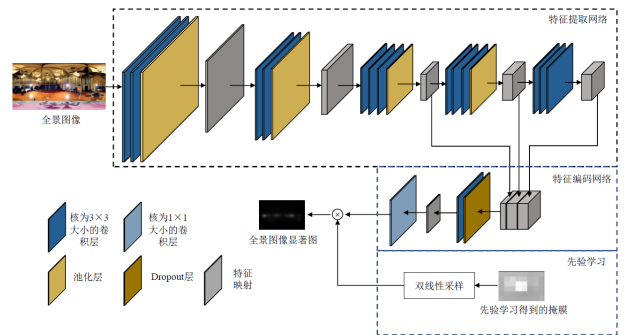 特征提取网络
全景图像
特征编码网络
核为3×3
大小的卷
积层
核为1×1
大小的卷
积层
全景图像显著图
池化层
Dropout层
特征
映射
先验学习
双线性采样
先验学习得到的掩膜